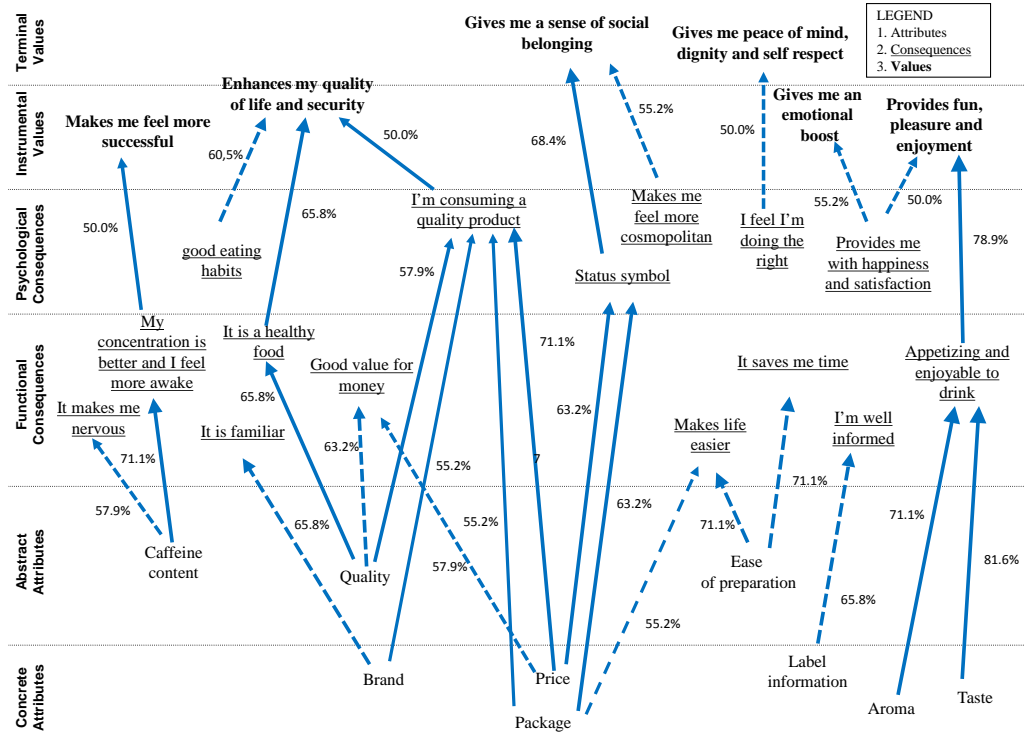 Terminal
Values
Gives me a sense of social
belonging
Gives me peace of mind,
dignity and self respect
LEGEND
1. Attributes
2. Consequences
3. Values
Instrumental
Values
Makes me feel more
successful
Enhances my quality
of life and security
Gives me an
emotional
boost
Provides fun,
pleasure and
enjoyment
60,5%
50.0%
68.4%
55.2%
50.0%
55.2%
50.0%
Psychological
Consequences
50.0%
good eating
habits
65.8%
I'm consuming a
quality product
57.9%
Status symbol
Makes me
feel more
cosmopolitan
I feel I'm
doing the
right
Provides me
with happiness
and satisfaction
78.9%
Functional
Consequences
My
concentration is
better and I feel
more awake
It is a healthy
food
Good value for
money
71.1%
It saves me time
Appetizing and
enjoyable to
drink
It makes me
nervous
65.8%
It is familiar
63.2%
63.2%
Makes life
easier
I'm well
informed
71.1%
55.2%
7
71.1%
Abstract
Attributes
57.9%
65.8%
55.2%
57.9%
63.2%
71.1%
71.1%
81.6%
Caffeine
content
Quality
Ease
of preparation
65.8%
55.2%
Concrete
Attributes
Brand
Price
Package
Label
information
Aroma
Taste